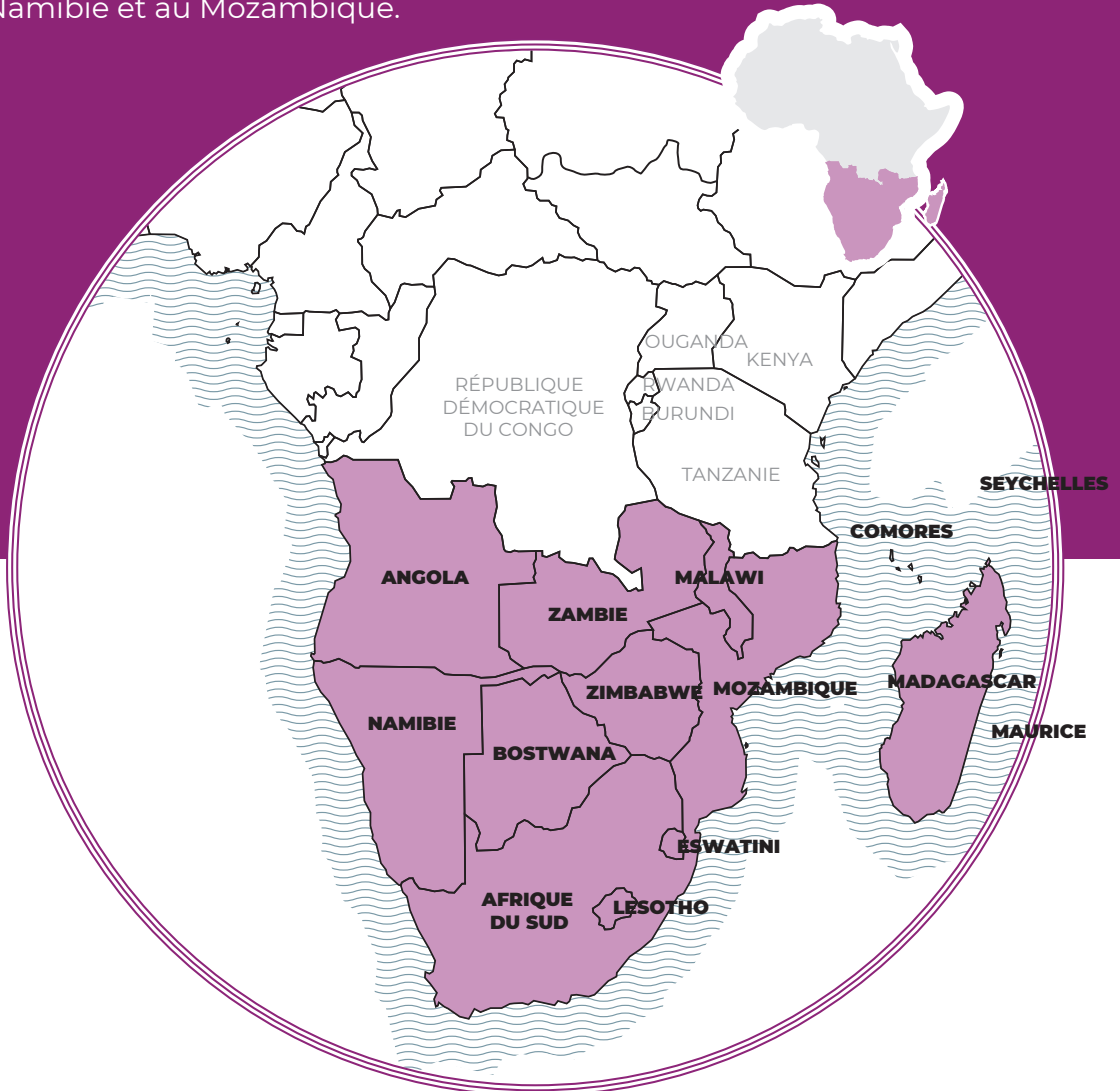 Namibie et au Mozambique.
OUGANDA
KENYA
RÉPUBLIQUE
DÉMOCRATIQUE
DU CONGO
RWANDA
BURUNDI
TANZANIE
SEYCHELLES
COMORES
ANGOLA
MALAWI
ZAMBIE
MADAGASCAR
ZIMBABWE
MOZAMBIQUE
NAMIBIE
MAURICE
BOSTWANA
ESWATINI
AFRIQUE
DU SUD
LESOTHO